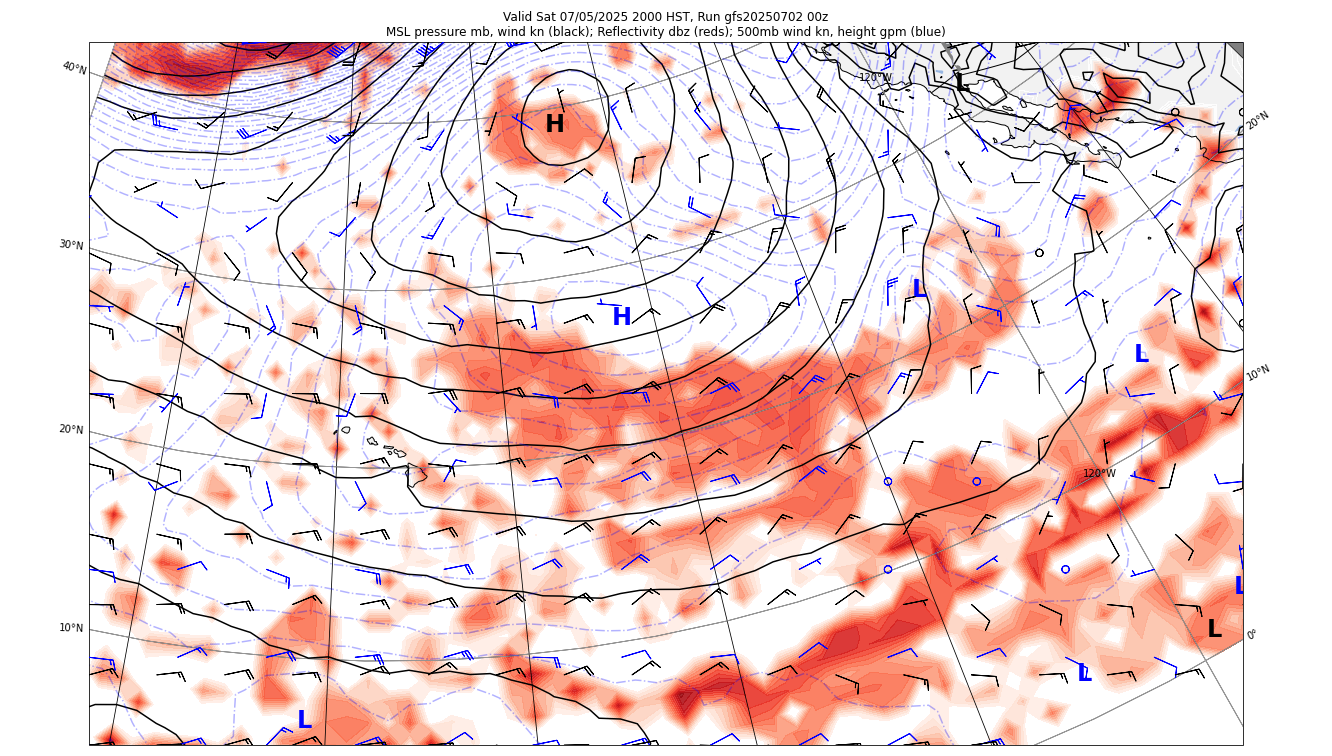 Valid Sat 07/05/2025 2000 HST, Run gfs20250702 00z
MSL pressure mb, wind kn (black); Reflectivity dbz (reds); 500mb wind kn, height gpm (blue)
40°N
120°W
L
20°N
H
30°N
L
H
L
10°N
20°N
120°W
L
10°N
L
0°
L
L